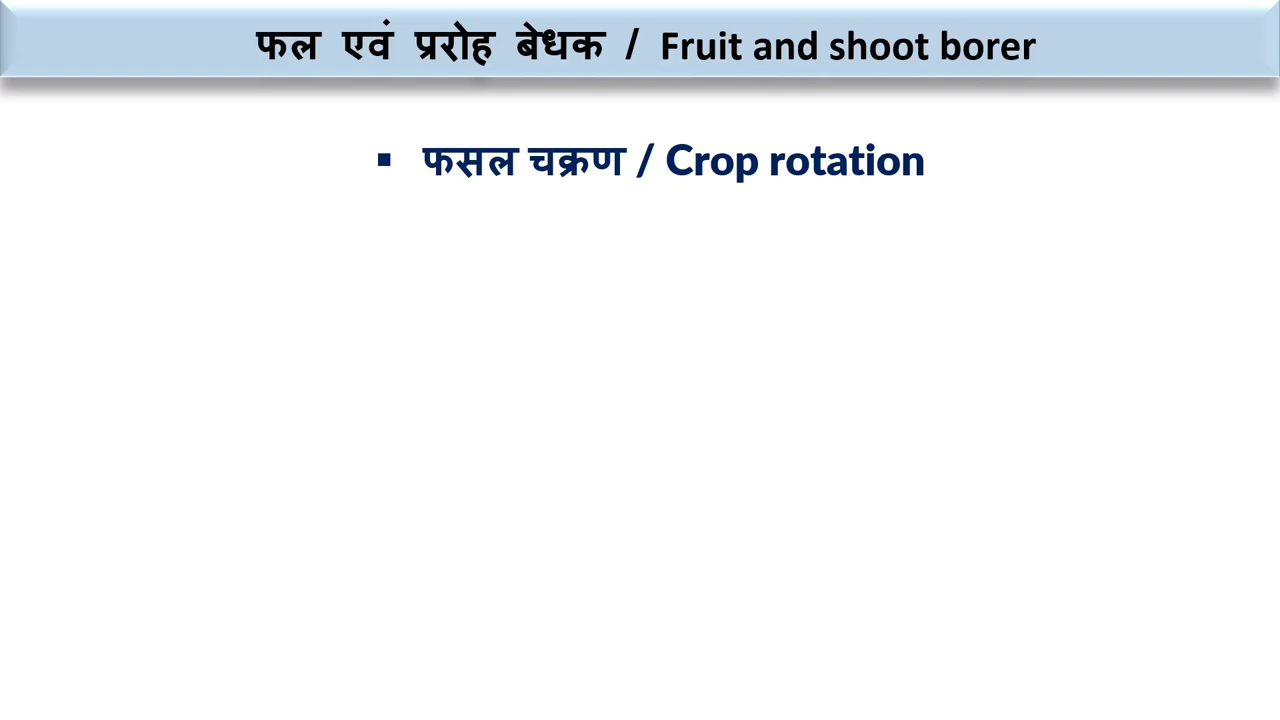 फल एवं प्ररोह बेधक / Fruit and shoot borer
▪ फसल चक्रण / Crop rotation